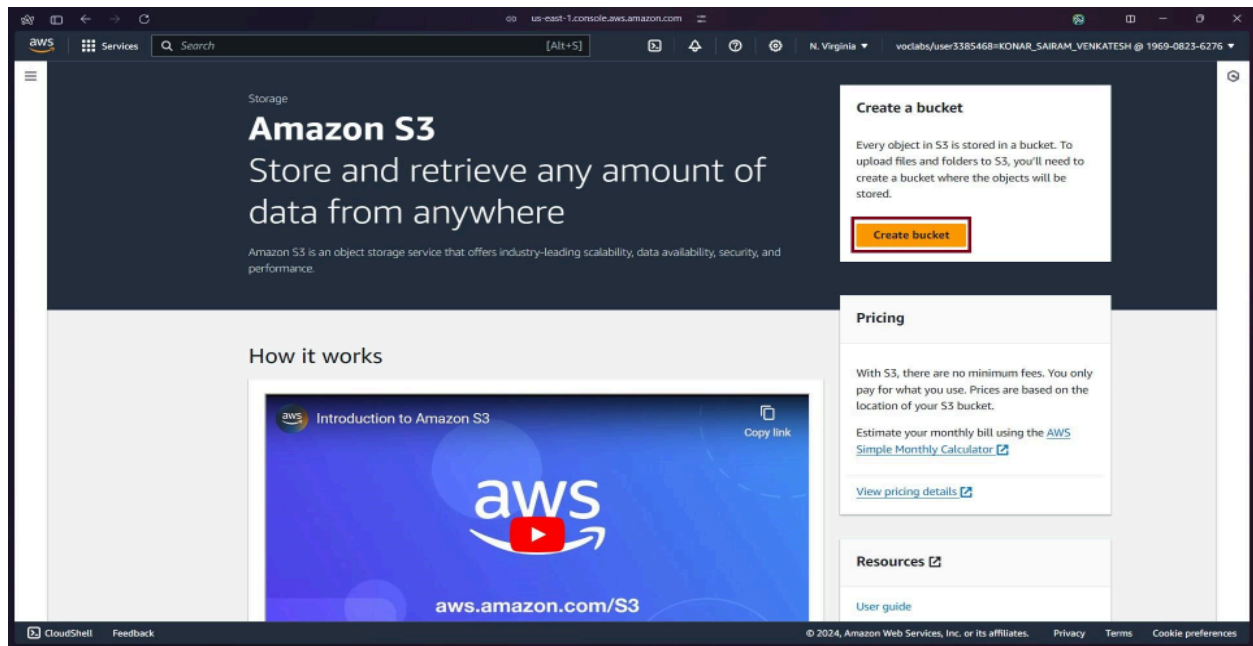 us-east-1.console.aws.amazon.com
aws
Services
Search
[Alt+S]
N. Virginia
voclabs/user3385468=KONAR_SAIRAM_VENKATESH @ 1969-0823-6276
Storage
Amazon S3
Store and retrieve any amount of
data from anywhere
Amazon S3 is an object storage service that offers industry-leading scalability, data availability, security, and
performance.
Create a bucket
Every object in S3 is stored in a bucket. To
upload files and folders to S3, you'll need to
create a bucket where the objects will be
stored.
Create bucket
Pricing
With S3, there are no minimum fees. You only
pay for what you use. Prices are based on the
location of your S3 bucket.
Estimate your monthly bill using the AWS
Simple Monthly Calculator
View pricing details
How it works
aws
Introduction to Amazon S3
Copy link
aws
aws.amazon.com/S3
Resources
User guide
CloudShell
Feedback
© 2024, Amazon Web Services, Inc. or its affiliates.
Privacy
Terms
Cookie preferences